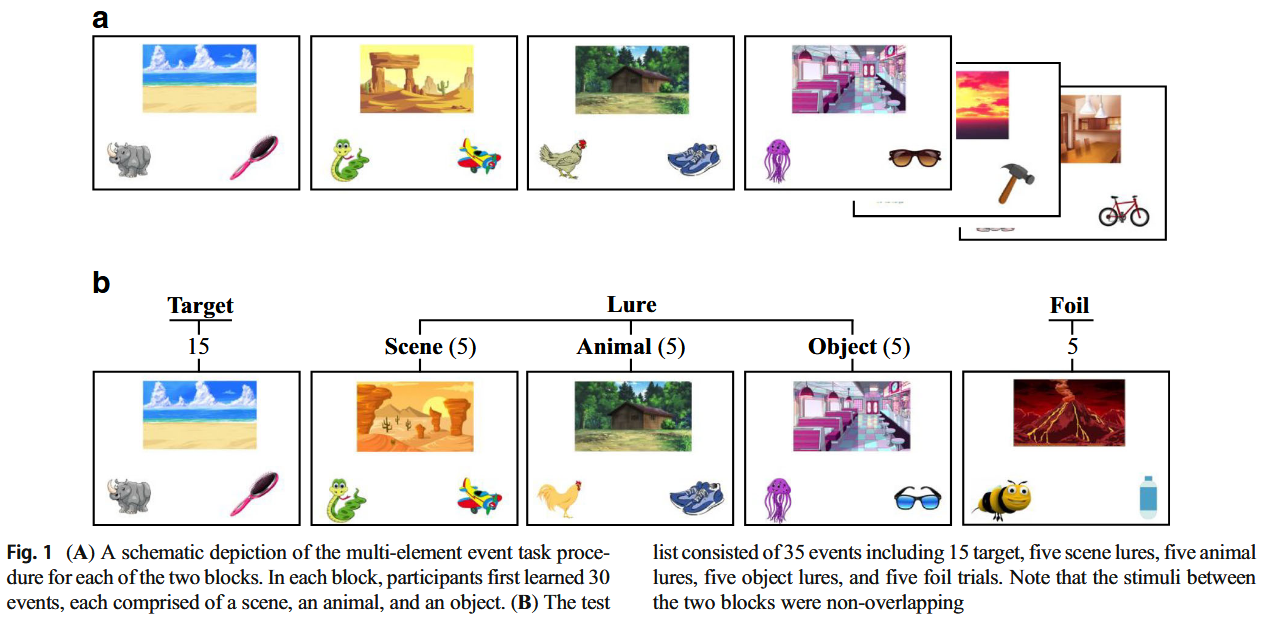 a
b
Target
Lure
Foil
15
Scene (5)
Animal (5)
Object (5)
5
Fig. 1 (A) A schematic depiction of the multi-element event task proce-
dure for each of the two blocks. In each block, participants first learned 30
events, each comprised of a scene, an animal, and an object. (B) The test
list consisted of 35 events including 15 target, five scene lures, five animal
lures, five object lures, and five foil trials. Note that the stimuli between
the two blocks were non-overlapping